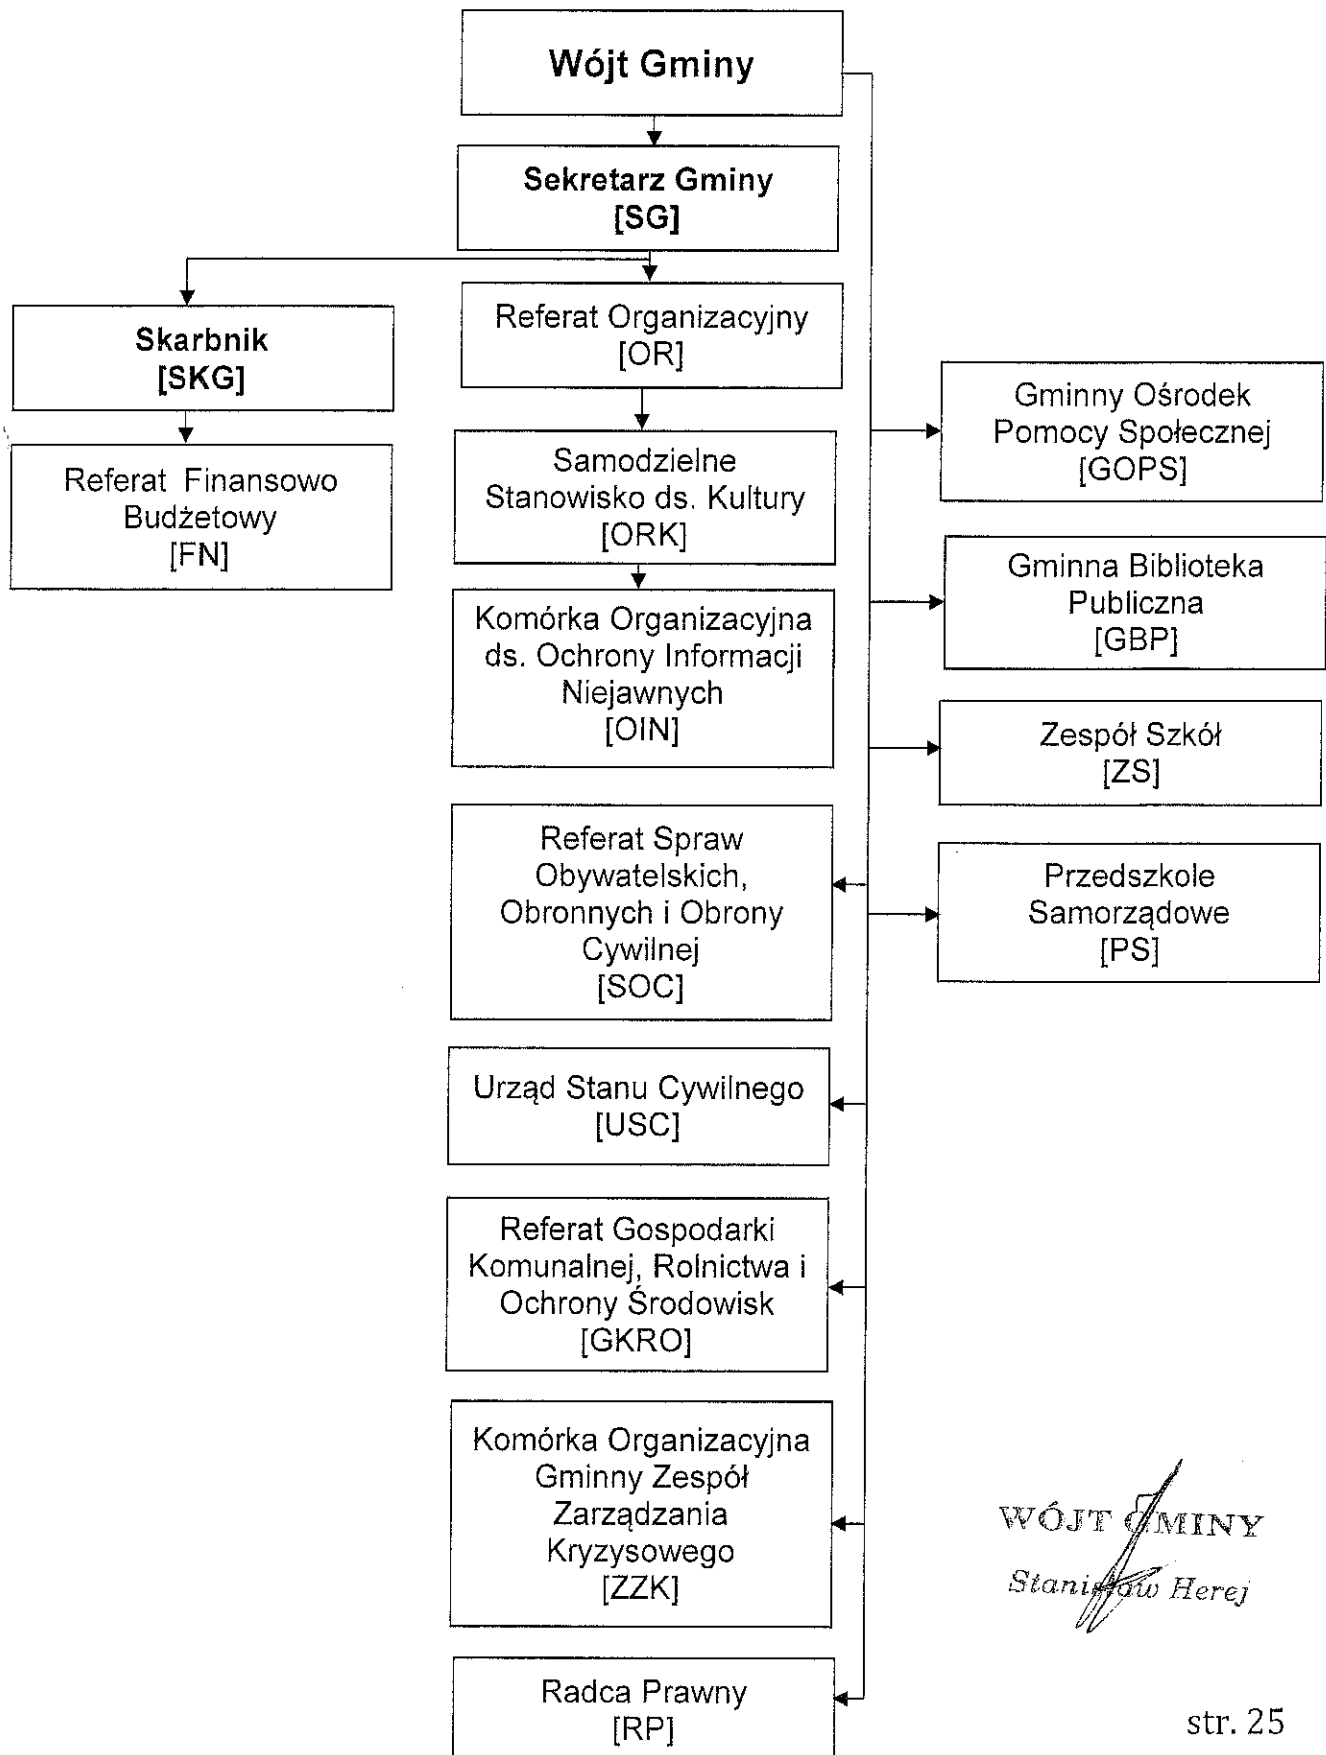 Wójt Gminy
Sekretarz Gminy
[SG]
Skarbnik
[SKG]
Referat Finansowo
Budżetowy
[FN]
Referat Organizacyjny
[OR]
Samodzielne
Stanowisko ds. Kultury
[ORK]
Komórka Organizacyjna
ds. Ochrony Informacji
Niejawnych
[OIN]
Referat Spraw
Obywatelskich,
Obronnych i Obrony
Cywilnej
[SOC]
Urząd Stanu Cywilnego
[USC]
Referat Gospodarki
Komunalnej, Rolnictwa i
Ochrony Środowisk
[GKRO]
Komórka Organizacyjna
Gminny Zespół
Zarządzania
Kryzysowego
[ZZK]
Radca Prawny
[RP]
Gminny Ośrodek
Pomocy Społecznej
[GOPS]
Gminna Biblioteka
Publiczna
[GBP]
Zespół Szkół
[ZS]
Przedszkole
Samorządowe
[PS]
WÓJT GMINY
Stanisław Herej
str. 25